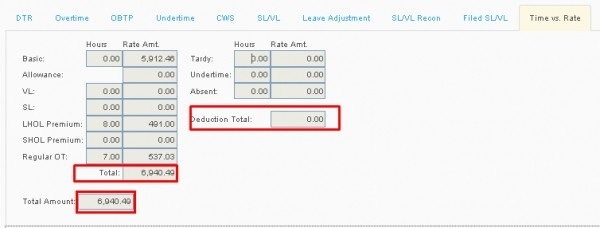 DTR Overtime OBTP Undertime CWS SL/VL Leave Adjustment SL/VL Recon Filed SL/VL Time vs. Rate
Hours Rate Amt. Hours Rate Amt.
Basic: 0.00 5,912.46 Tardy: 0.00 0.00
Allowance: 0.00 Undertime: 0.00 0.00
VL: 0.00 0.00 Absent: 0.00 0.00
SL: 0.00 0.00
LHOL Premium: 8.00 491.00 Deduction Total: 0.00
SHOL Premium: 0.00 0.00
Regular OT: 7.00 537.03
Total: 6,940.49
Total Amount: 6,940.49